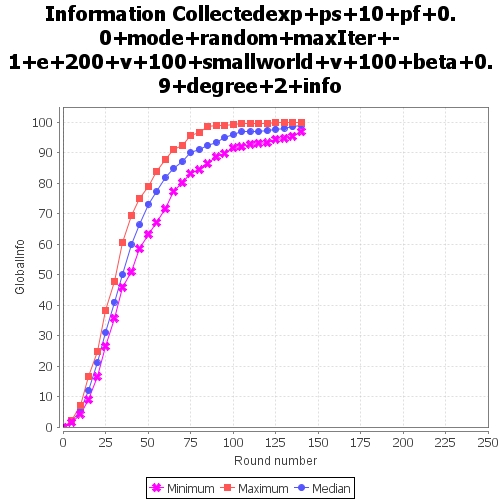 Information Collectedexp+ps+10+pf+0.
0+mode+random+maxIter+-
1+e+200+v+100+smallworld+v+100+beta+0.
9+degree+2+info
100
90
80
70
60
50
40
30
20
10
0
GlobalInfo
0 25 50 75 100 125 150 175 200 225 250
Round number
Minimum Maximum Median